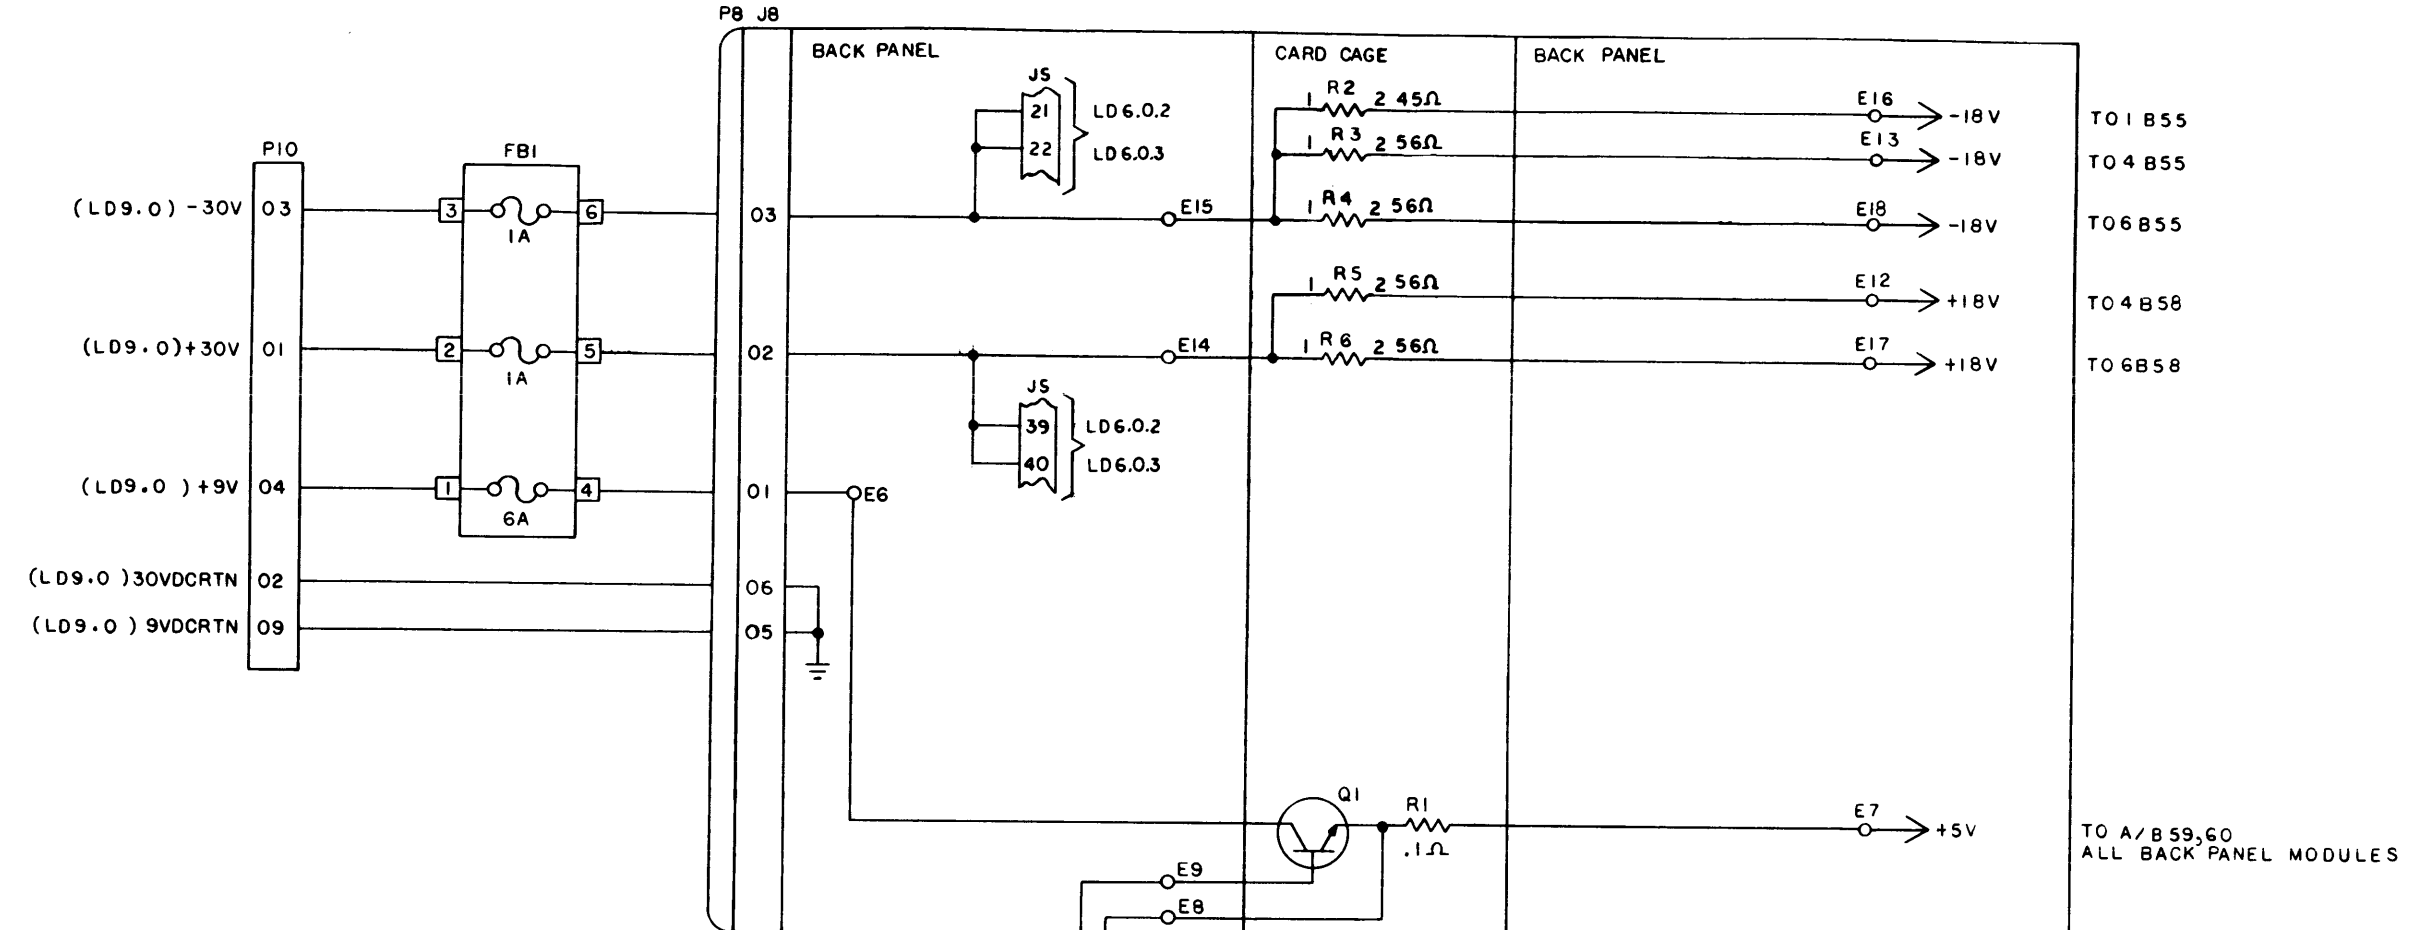 P8 J8
BACK PANEL
CARD CAGE
BACK PANEL
J5
21
22
LD6.0.2
LD6.0.3
R2
1
2 45Ω
E16
-18V
TO 1 B55
R3
1
2 56Ω
E13
-18V
TO 4 B55
P10
FB1
(LD9.0) -30V
03
3
1A
6
03
E15
1
R4
2 56Ω
E18
-18V
TO 6 B55
R5
1
2 56Ω
E12
+18V
TO 4 B58
(LD9.0)+30V
01
2
1A
5
02
E14
1
R6
2 56Ω
E17
+18V
TO 6B58
J5
39
40
LD6.0.2
LD6.0.3
(LD9.0 ) +9V
04
1
6A
4
01
E6
(LD9.0 )30VDCRTN
02
06
(LD9.0 ) 9VDCRTN
09
05
Q1
R1
.1Ω
E7
+5V
TO A/B 59,60
ALL BACK PANEL MODULES
E9
E8